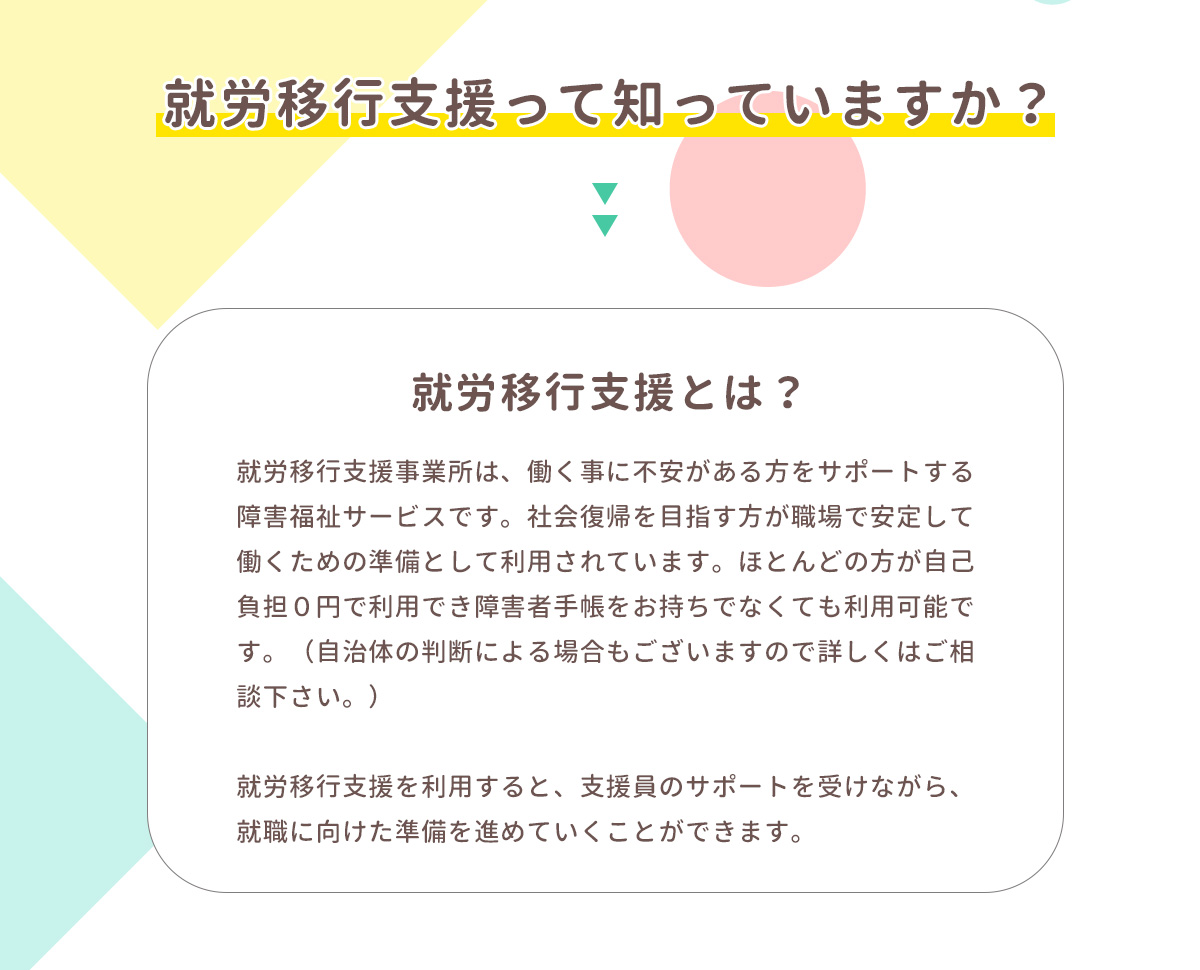 就労移行支援って知っていますか？
就労移行支援とは？
就労移行支援事業所は、働く事に不安がある方をサポートする
障害福祉サービスです。社会復帰を目指す方が職場で安定して
働くための準備として利用されています。ほとんどの方が自己
負担０円で利用でき障害者手帳をお持ちでなくても利用可能で
す。（自治体の判断による場合もございますので詳しくはご相
談下さい。）
就労移行支援を利用すると、支援員のサポートを受けながら、
就職に向けた準備を進めていくことができます。